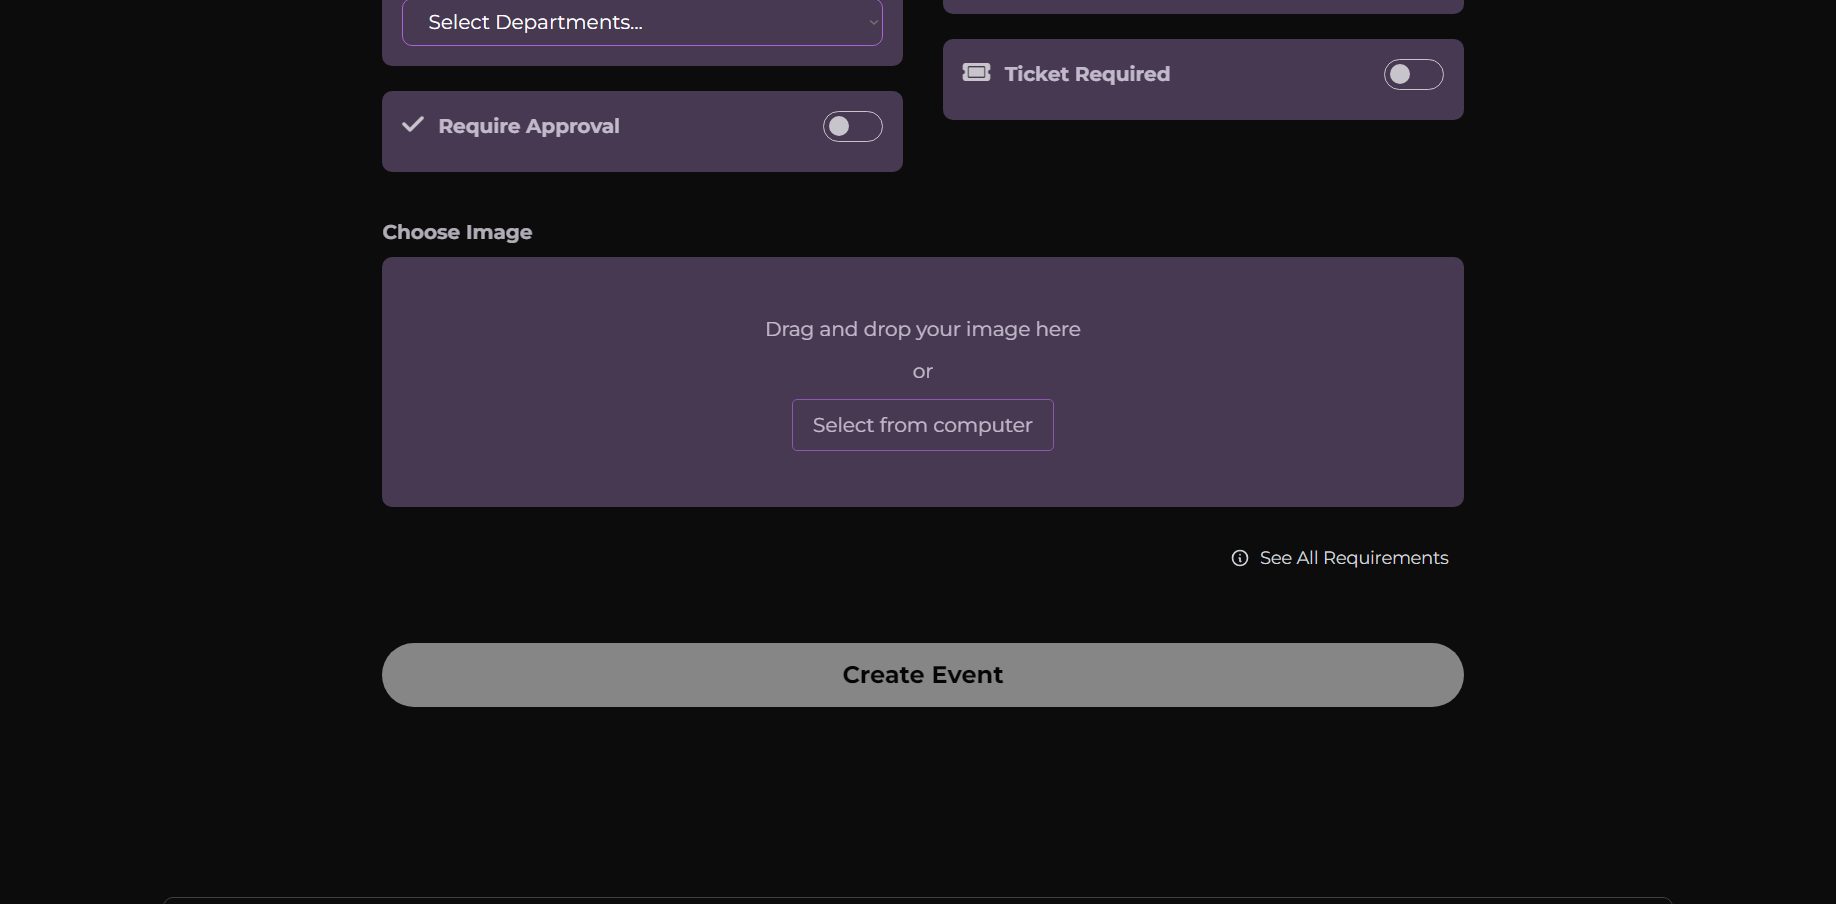 Select Departments...
Ticket Required
Require Approval
Choose Image
Drag and drop your image here
or
Select from computer
See All Requirements
Create Event